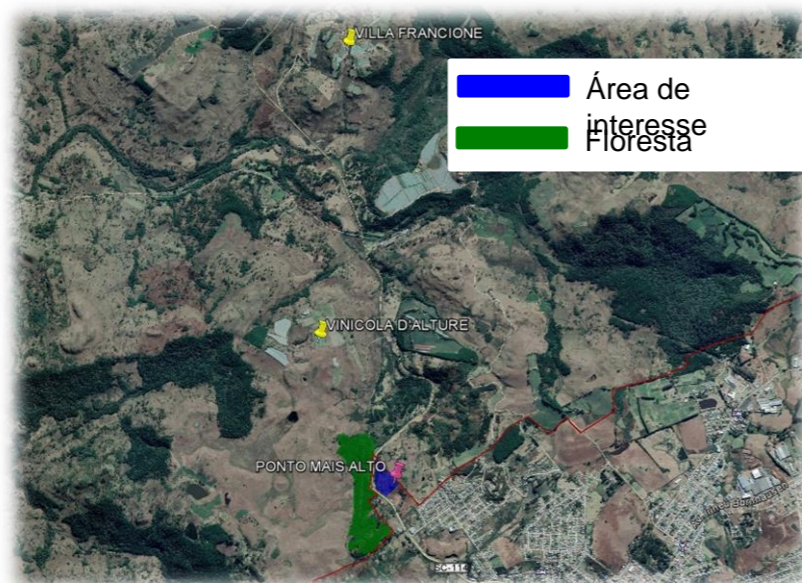 VILLA FRANCIONE
Área de
interesse
Floresta
VINICOLA D'ALTURE
PONTO MAIS ALTO
SC-114